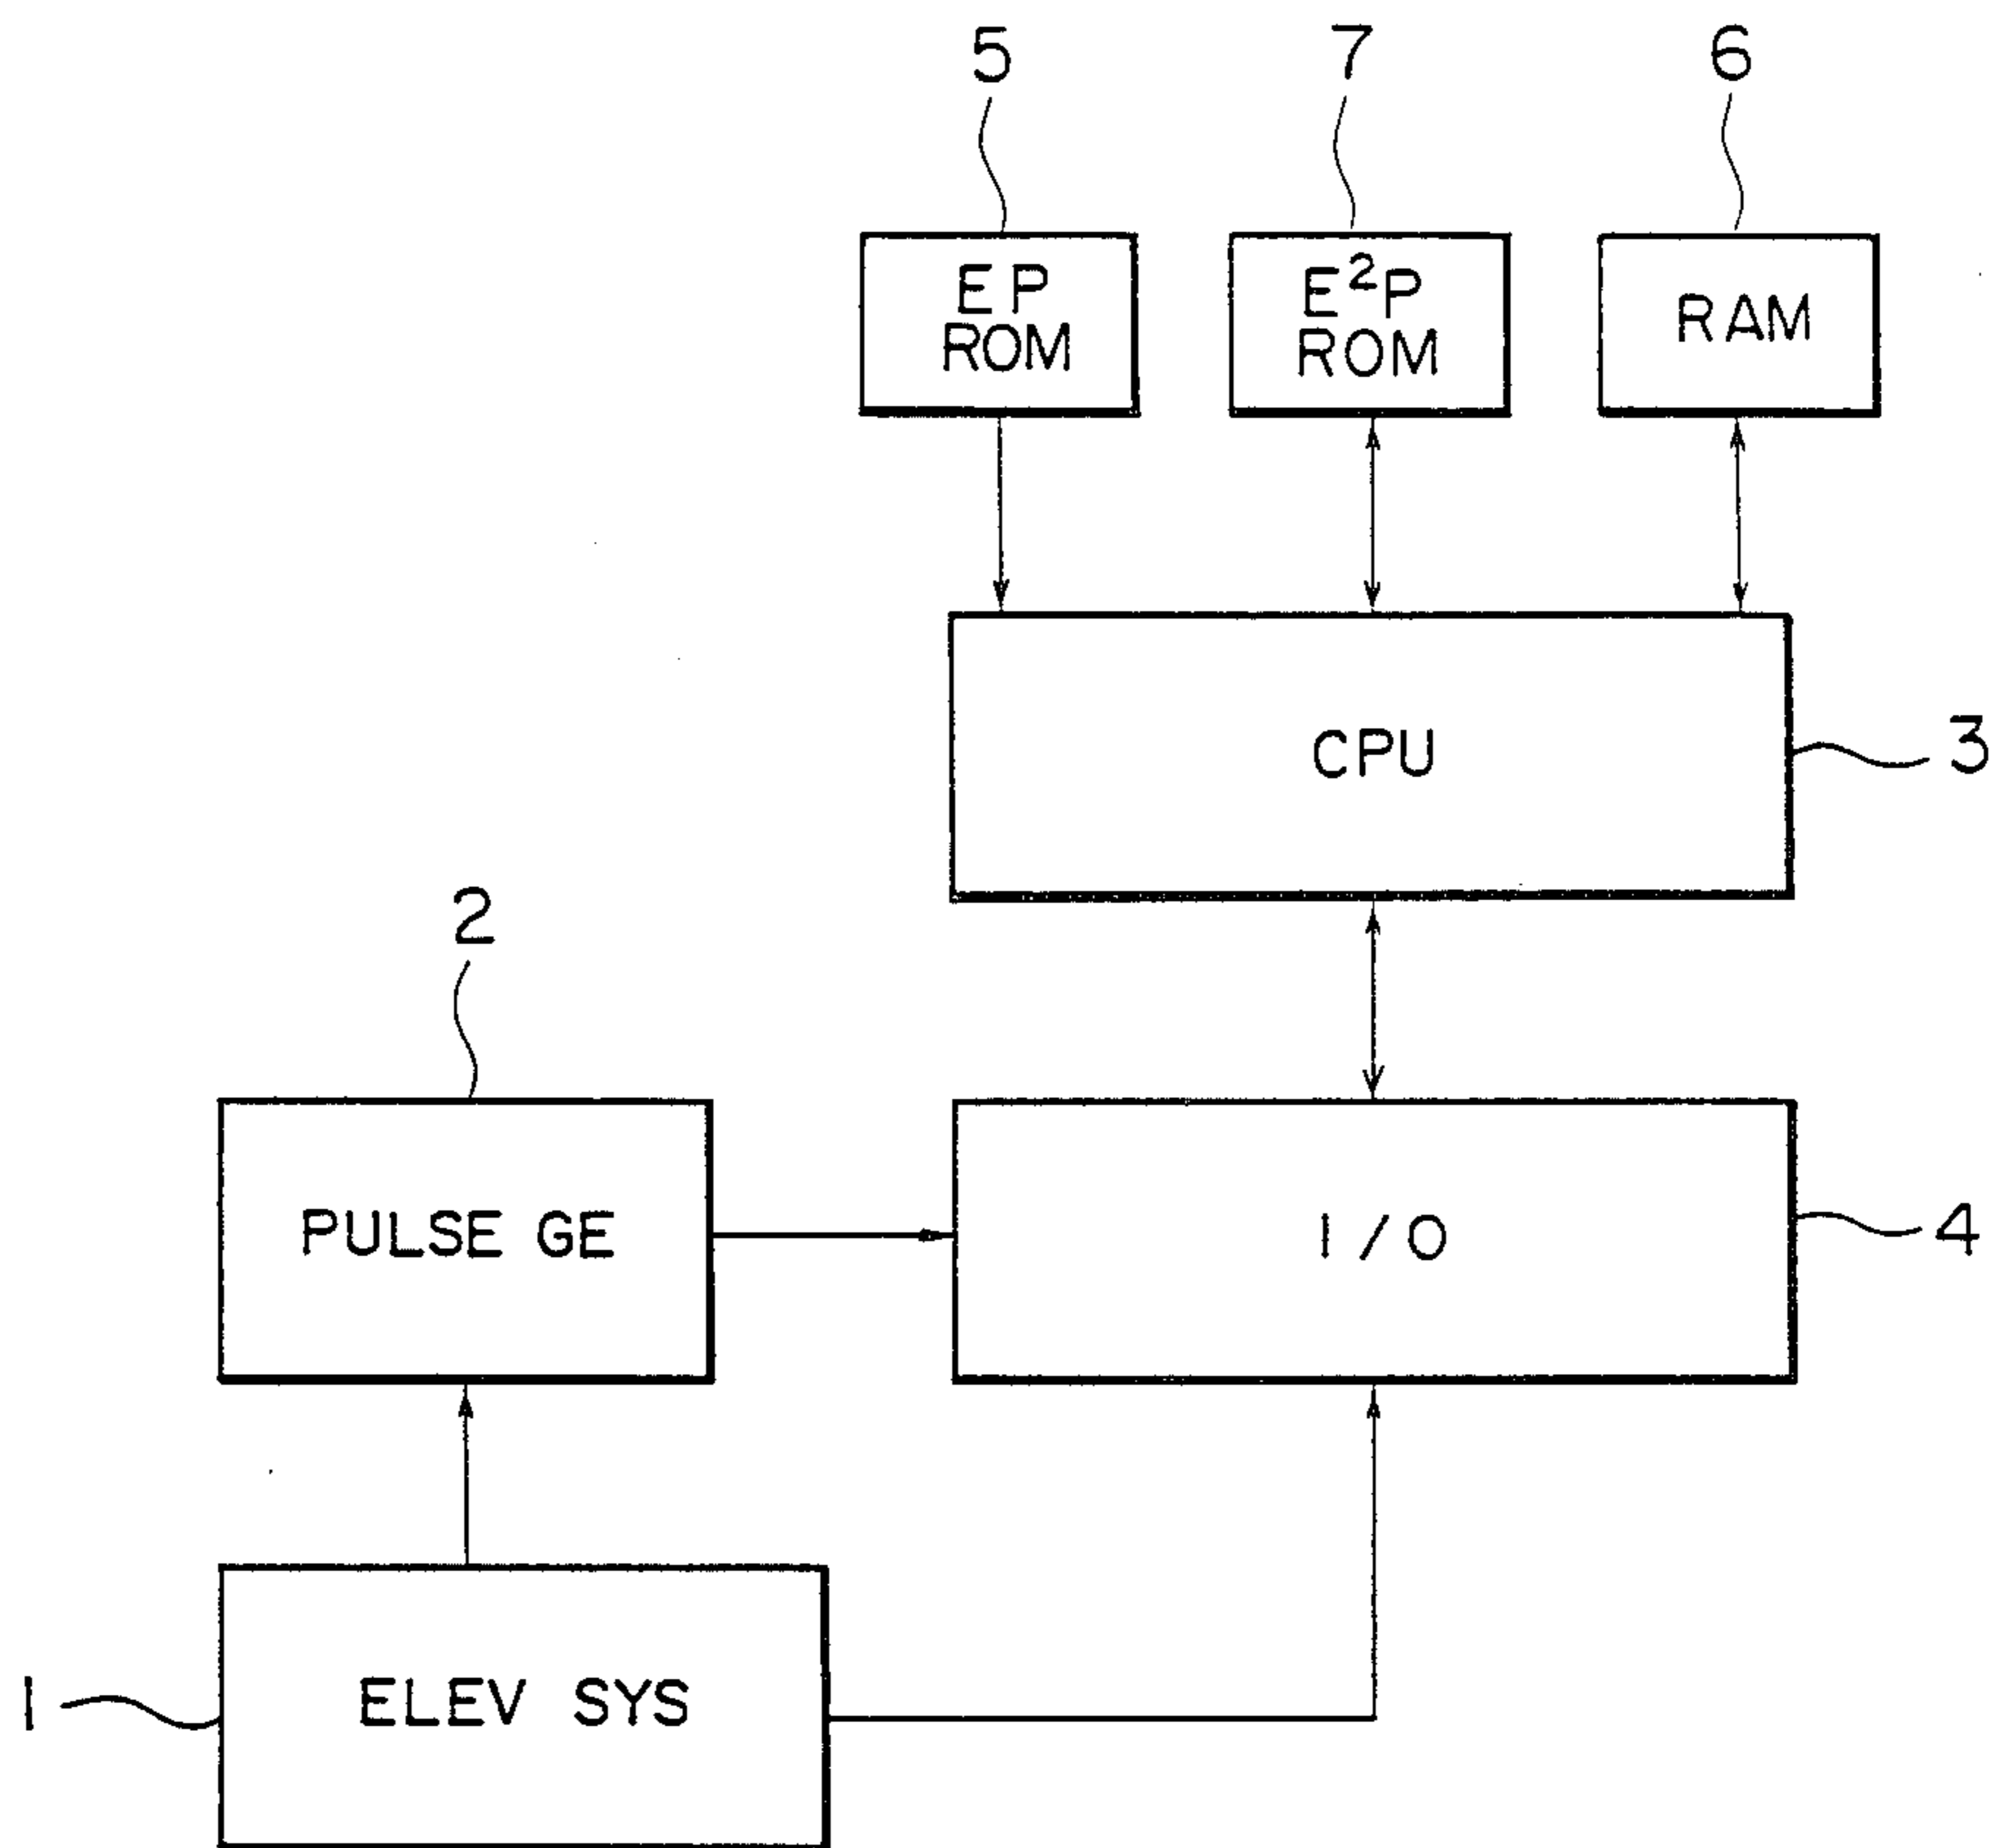 5 7 6
EP
ROM
E²P
ROM
RAM
CPU
3
2
PULSE GE
I/O
4
1
ELEV SYS